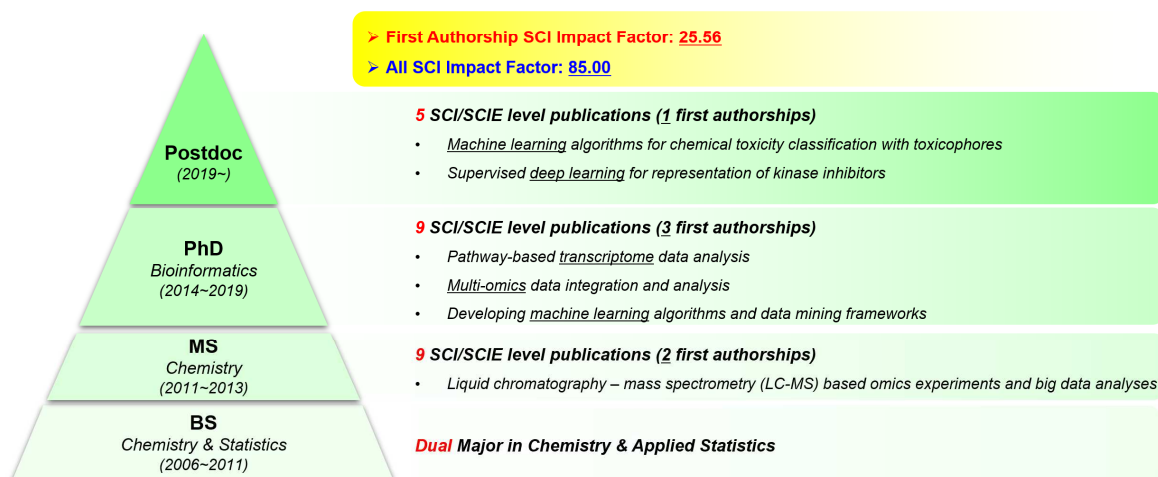 ➢ First Authorship SCI Impact Factor: 25.56
➢ All SCI Impact Factor: 85.00
Postdoc
(2019~)
5 SCI/SCIE level publications (1 first authorships)
• Machine learning algorithms for chemical toxicity classification with toxicophores
• Supervised deep learning for representation of kinase inhibitors
PhD
Bioinformatics
(2014~2019)
9 SCI/SCIE level publications (3 first authorships)
• Pathway-based transcriptome data analysis
• Multi-omics data integration and analysis
• Developing machine learning algorithms and data mining frameworks
MS
Chemistry
(2011~2013)
9 SCI/SCIE level publications (2 first authorships)
• Liquid chromatography – mass spectrometry (LC-MS) based omics experiments and big data analyses
BS
Chemistry & Statistics
(2006~2011)
Dual Major in Chemistry & Applied Statistics